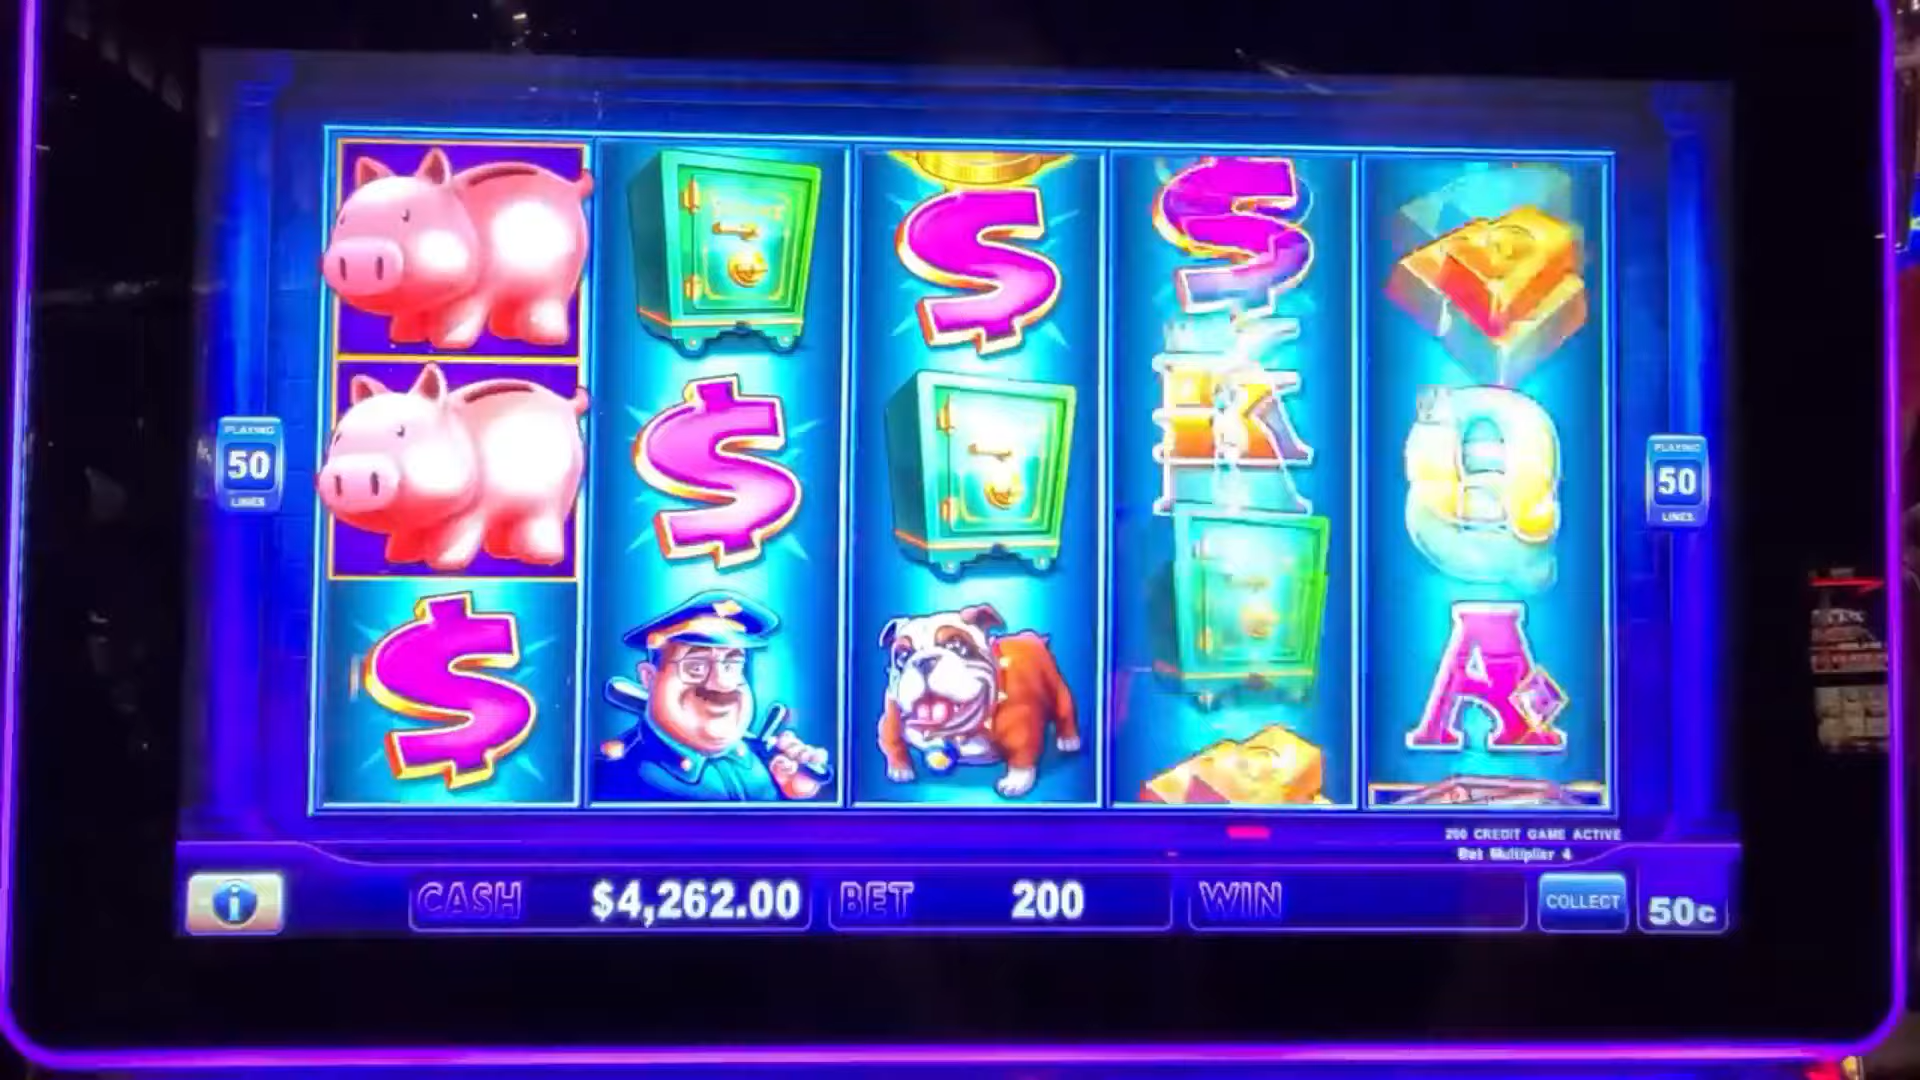 PLAYING
50
LINES
PLAYING
50
LINES
K
Q
A
200 CREDIT GAME ACTIVE
Bet Multiplier 4
CASH $4,262.00
BET 200
WIN
COLLECT
50c